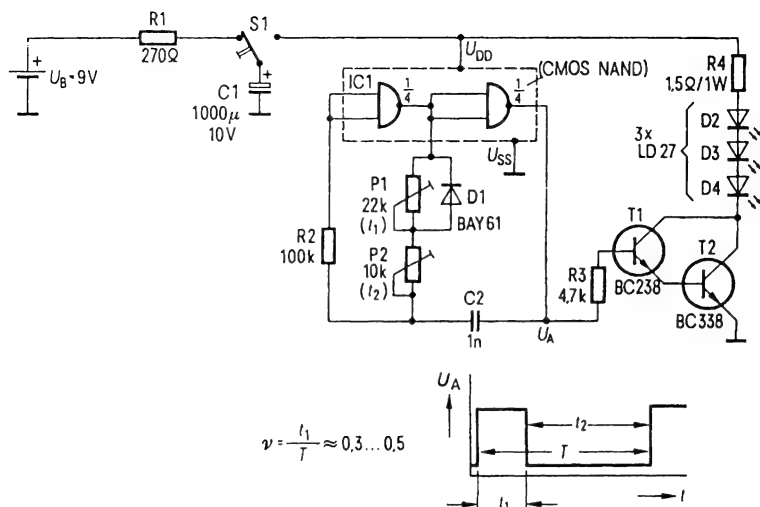 R1
270Ω
S1
+
U_B=9V
C1
1000μ
10V
+
U_DD
IC1
1/4
1/4
(CMOS NAND)
U_SS
R4
1,5Ω/1W
3x
LD 27
D2
D3
D4
P1
22k
(t₁)
D1
BAY61
R2
100k
P2
10k
(t₂)
C2
1n
U_A
R3
4,7k
T1
BC238
T2
BC338
U_A
t₂
T
t₁
t
ν = t₁/T ≈ 0,3...0,5